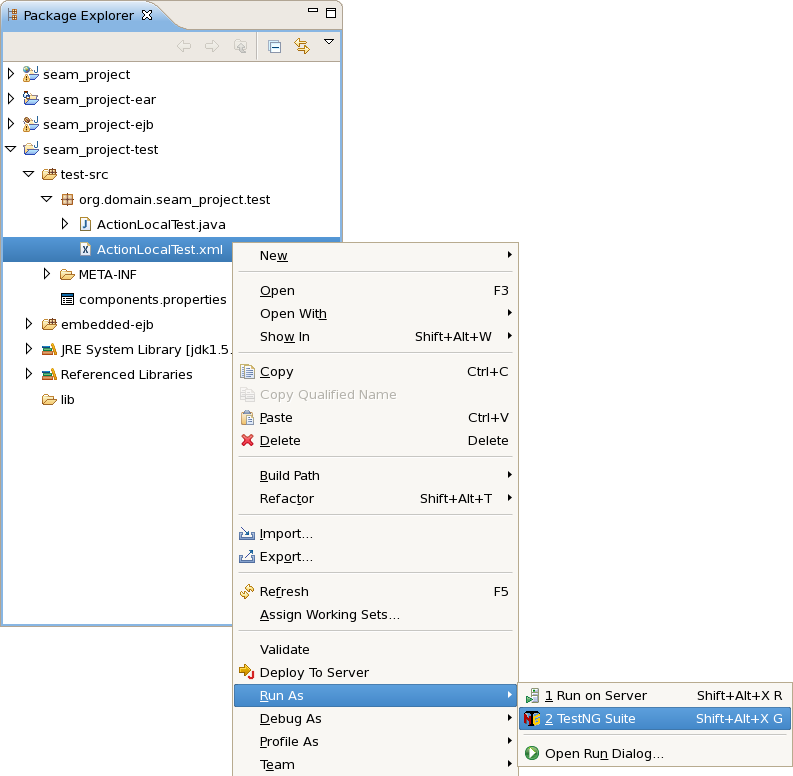 Package Explorer
seam_project
seam_project-ear
seam_project-ejb
seam_project-test
test-src
org.domain.seam_project.test
ActionLocalTest.java
ActionLocalTest.xml
META-INF
components.properties
embedded-ejb
JRE System Library [jdk1.5.
Referenced Libraries
lib
New
Open F3
Open With
Show In Shift+Alt+W
Copy Ctrl+C
Copy Qualified Name
Paste Ctrl+V
Delete Delete
Build Path
Refactor Shift+Alt+T
Import...
Export...
Refresh F5
Assign Working Sets...
Validate
Deploy To Server
Run As
Debug As
Profile As
Team
1 Run on Server Shift+Alt+X R
2 TestNG Suite Shift+Alt+X G
Open Run Dialog...